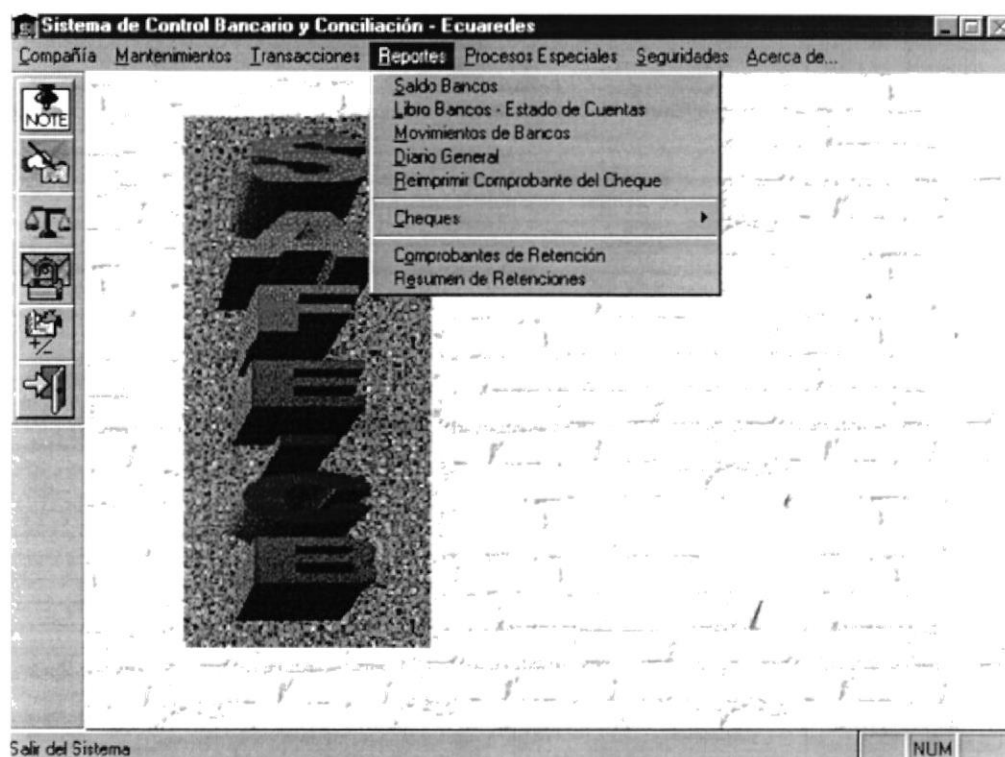 Sistema de Control Bancario y Conciliación - Ecuaredes
Compañía Mantenimientos Transacciones Reportes Procesos Especiales Seguridades Acerca de...
Saldo Bancos
Libro Bancos - Estado de Cuentas
Movimientos de Bancos
Diario General
Reimprimir Comprobante del Cheque
Cheques
Comprobantes de Retención
Resumen de Retenciones
NOTE
+/-
Salir del Sistema
NUM